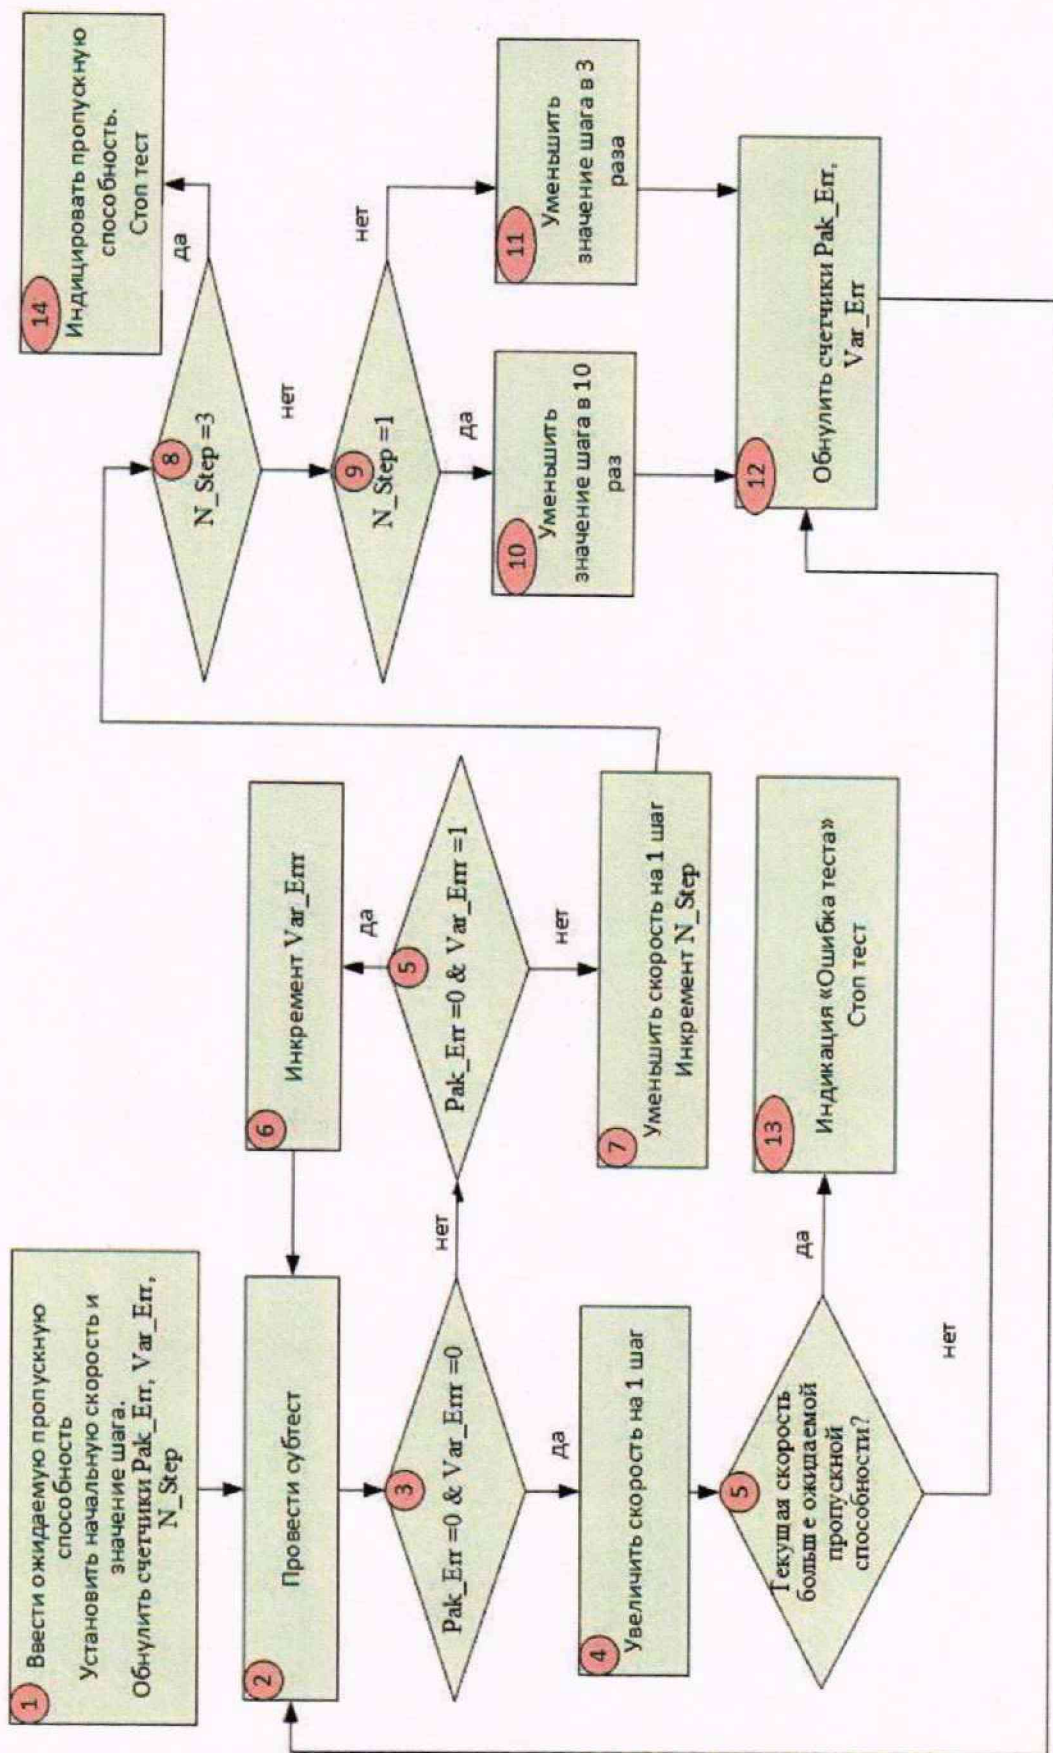 1
Ввести ожидаемую пропускную
способность
Установить начальную скорость и
значение шага.
Обнулить счетчики Pak_Err, Var_Err,
N_Step
2
Провести субтест
3
Pak_Err =0 & Var_Errr =0
да
нет
4
Увеличить скорость на 1 шаг
5
Текущая скорость
больш е ожидаемой
пропускной
способности?
да
нет
6
Инкремент Var_Errr
5
Pak_Err =0 & Var_Errr =1
да
нет
7
Уменьшить скорость на 1 шаг
Инкремент N_Step
13
Индикация «Ошибка теста»
Стоп тест
14
Индицировать пропускную
способность.
Стоп тест
8
N_Step =3
да
нет
9
N_Step =1
да
нет
10
Уменьшить
значение шага в 10
раз
11
Уменьшить
значение шага в 3
раза
12
Обнулить счетчики Pak_Err,
Var_Err